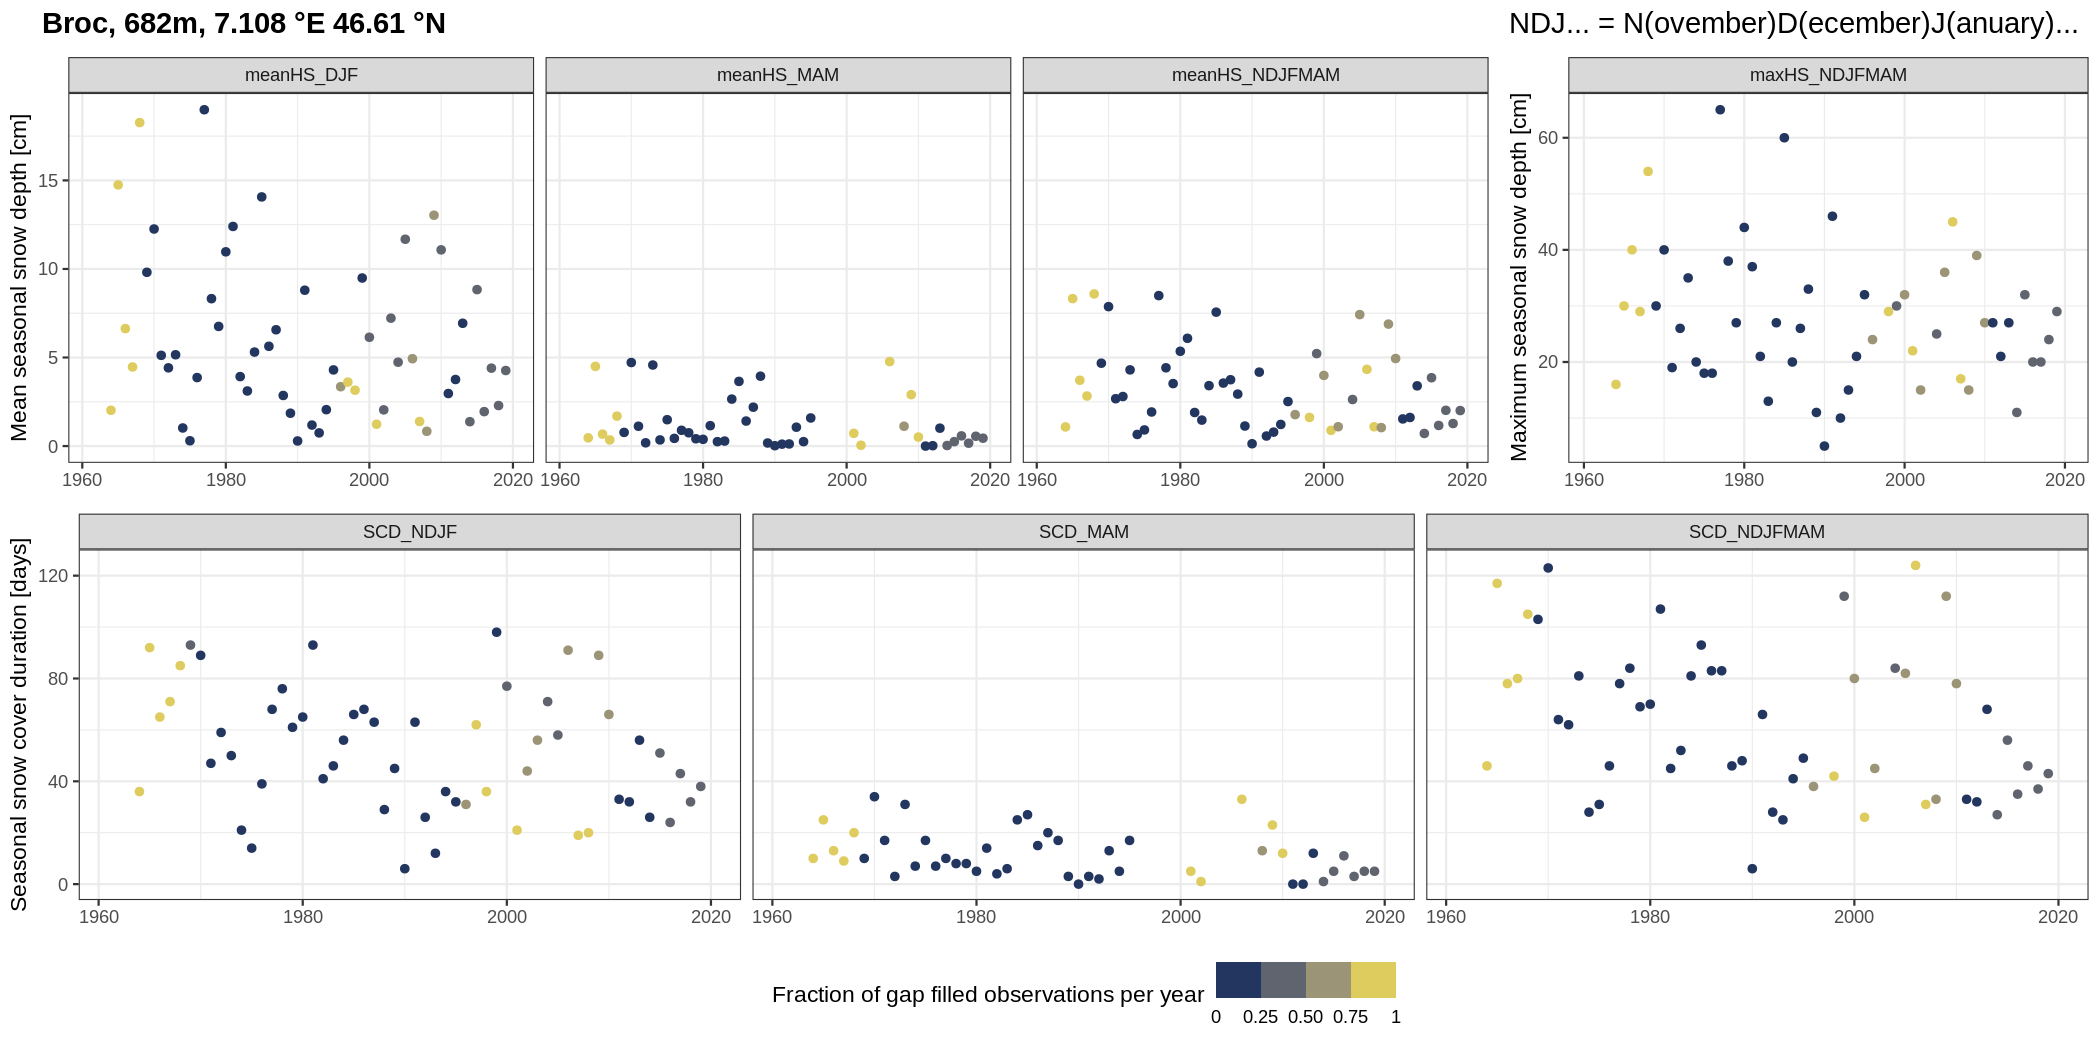 Broc, 682m, 7.108 °E 46.61 °N
NDJ... = N(ovember)D(ecember)J(anuary)...
meanHS_DJF
meanHS_MAM
meanHS_NDJFMAM
maxHS_NDJFMAM
Mean seasonal snow depth [cm]
15
10
5
0
1960 1980 2000 2020
1960 1980 2000 2020
1960 1980 2000 2020
Maximum seasonal snow depth [cm]
60
40
20
1960 1980 2000 2020
SCD_NDJF
SCD_MAM
SCD_NDJFMAM
Seasonal snow cover duration [days]
120
80
40
0
1960 1980 2000 2020
1960 1980 2000 2020
1960 1980 2000 2020
Fraction of gap filled observations per year
0 0.25 0.50 0.75 1